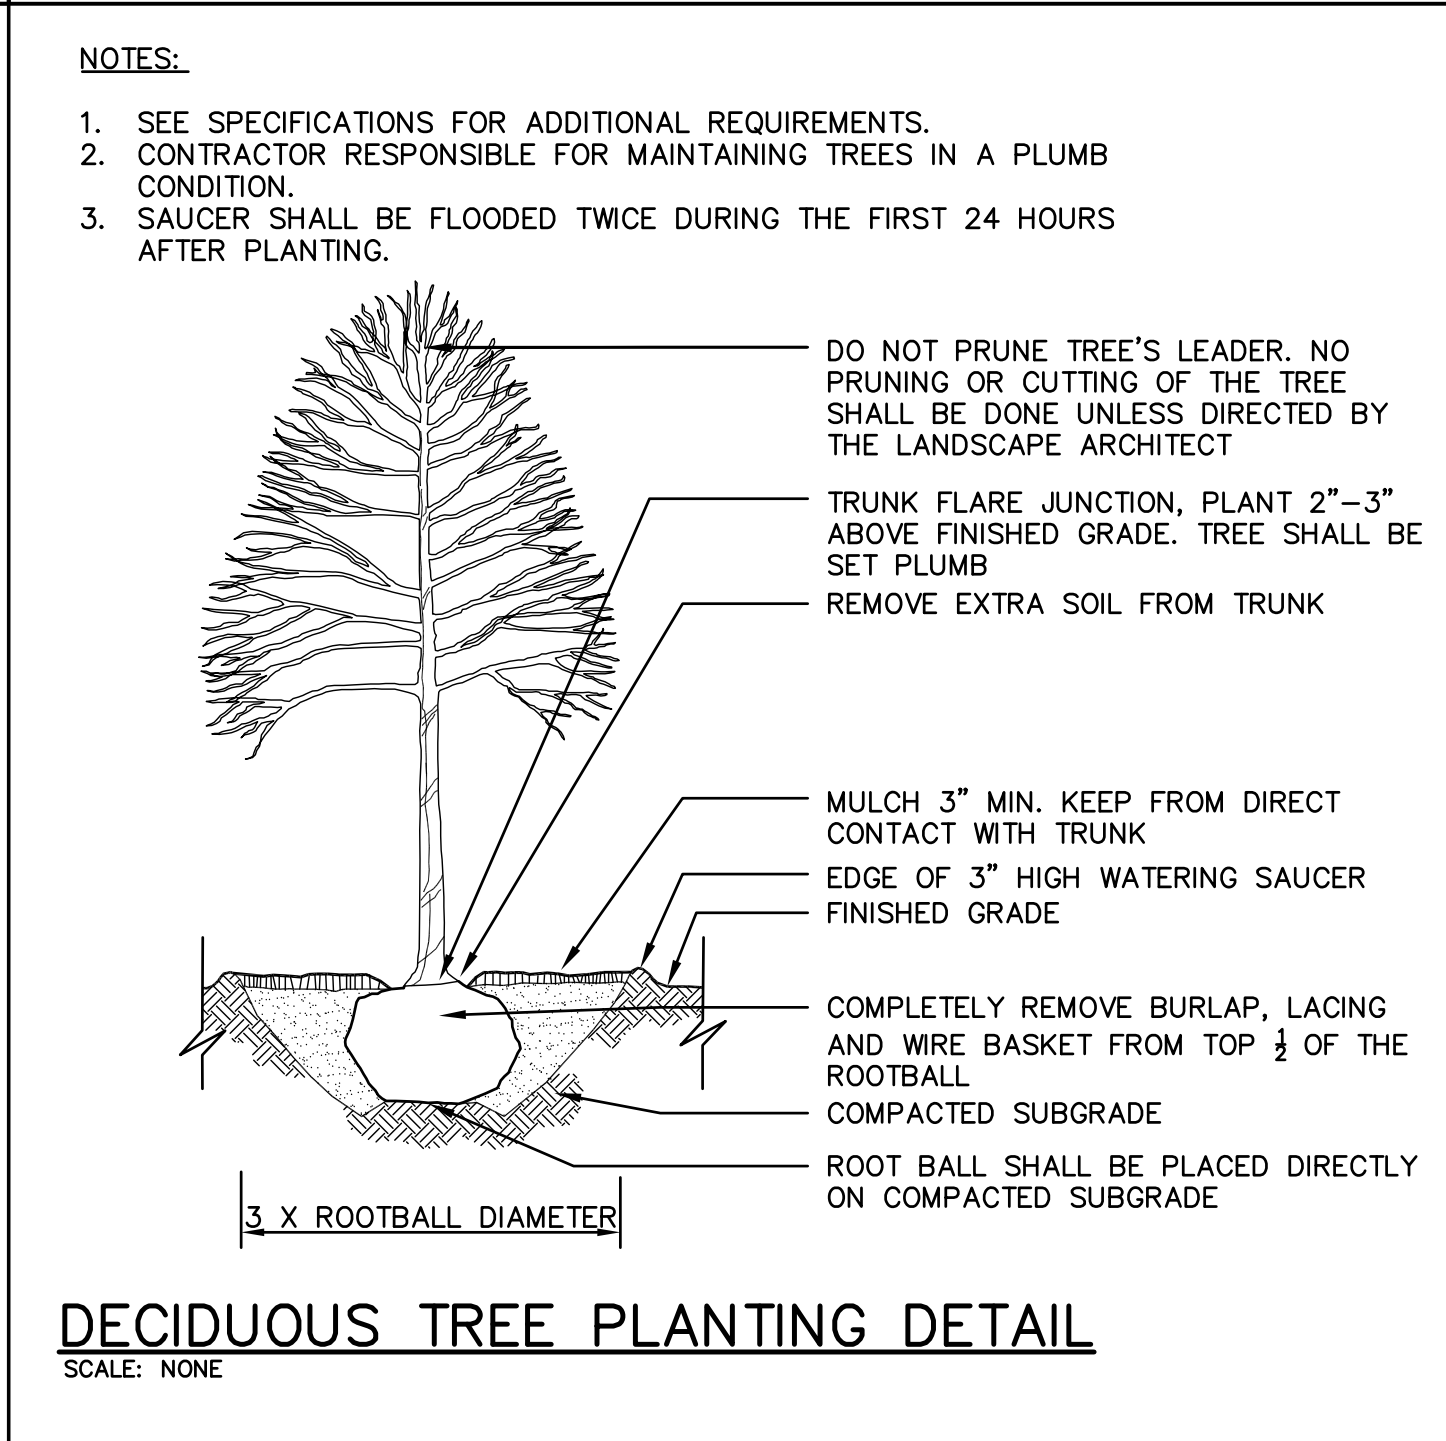 NOTES:
1. SEE SPECIFICATIONS FOR ADDITIONAL REQUIREMENTS.
2. CONTRACTOR RESPONSIBLE FOR MAINTAINING TREES IN A PLUMB
CONDITION.
3. SAUCER SHALL BE FLOODED TWICE DURING THE FIRST 24 HOURS
AFTER PLANTING.
DO NOT PRUNE TREE'S LEADER. NO
PRUNING OR CUTTING OF THE TREE
SHALL BE DONE UNLESS DIRECTED BY
THE LANDSCAPE ARCHITECT
TRUNK FLARE JUNCTION, PLANT 2"-3"
ABOVE FINISHED GRADE. TREE SHALL BE
SET PLUMB
REMOVE EXTRA SOIL FROM TRUNK
MULCH 3" MIN. KEEP FROM DIRECT
CONTACT WITH TRUNK
EDGE OF 3" HIGH WATERING SAUCER
FINISHED GRADE
COMPLETELY REMOVE BURLAP, LACING
AND WIRE BASKET FROM TOP ½ OF THE
ROOTBALL
COMPACTED SUBGRADE
ROOT BALL SHALL BE PLACED DIRECTLY
ON COMPACTED SUBGRADE
3 X ROOTBALL DIAMETER
DECIDUOUS TREE PLANTING DETAIL
SCALE: NONE